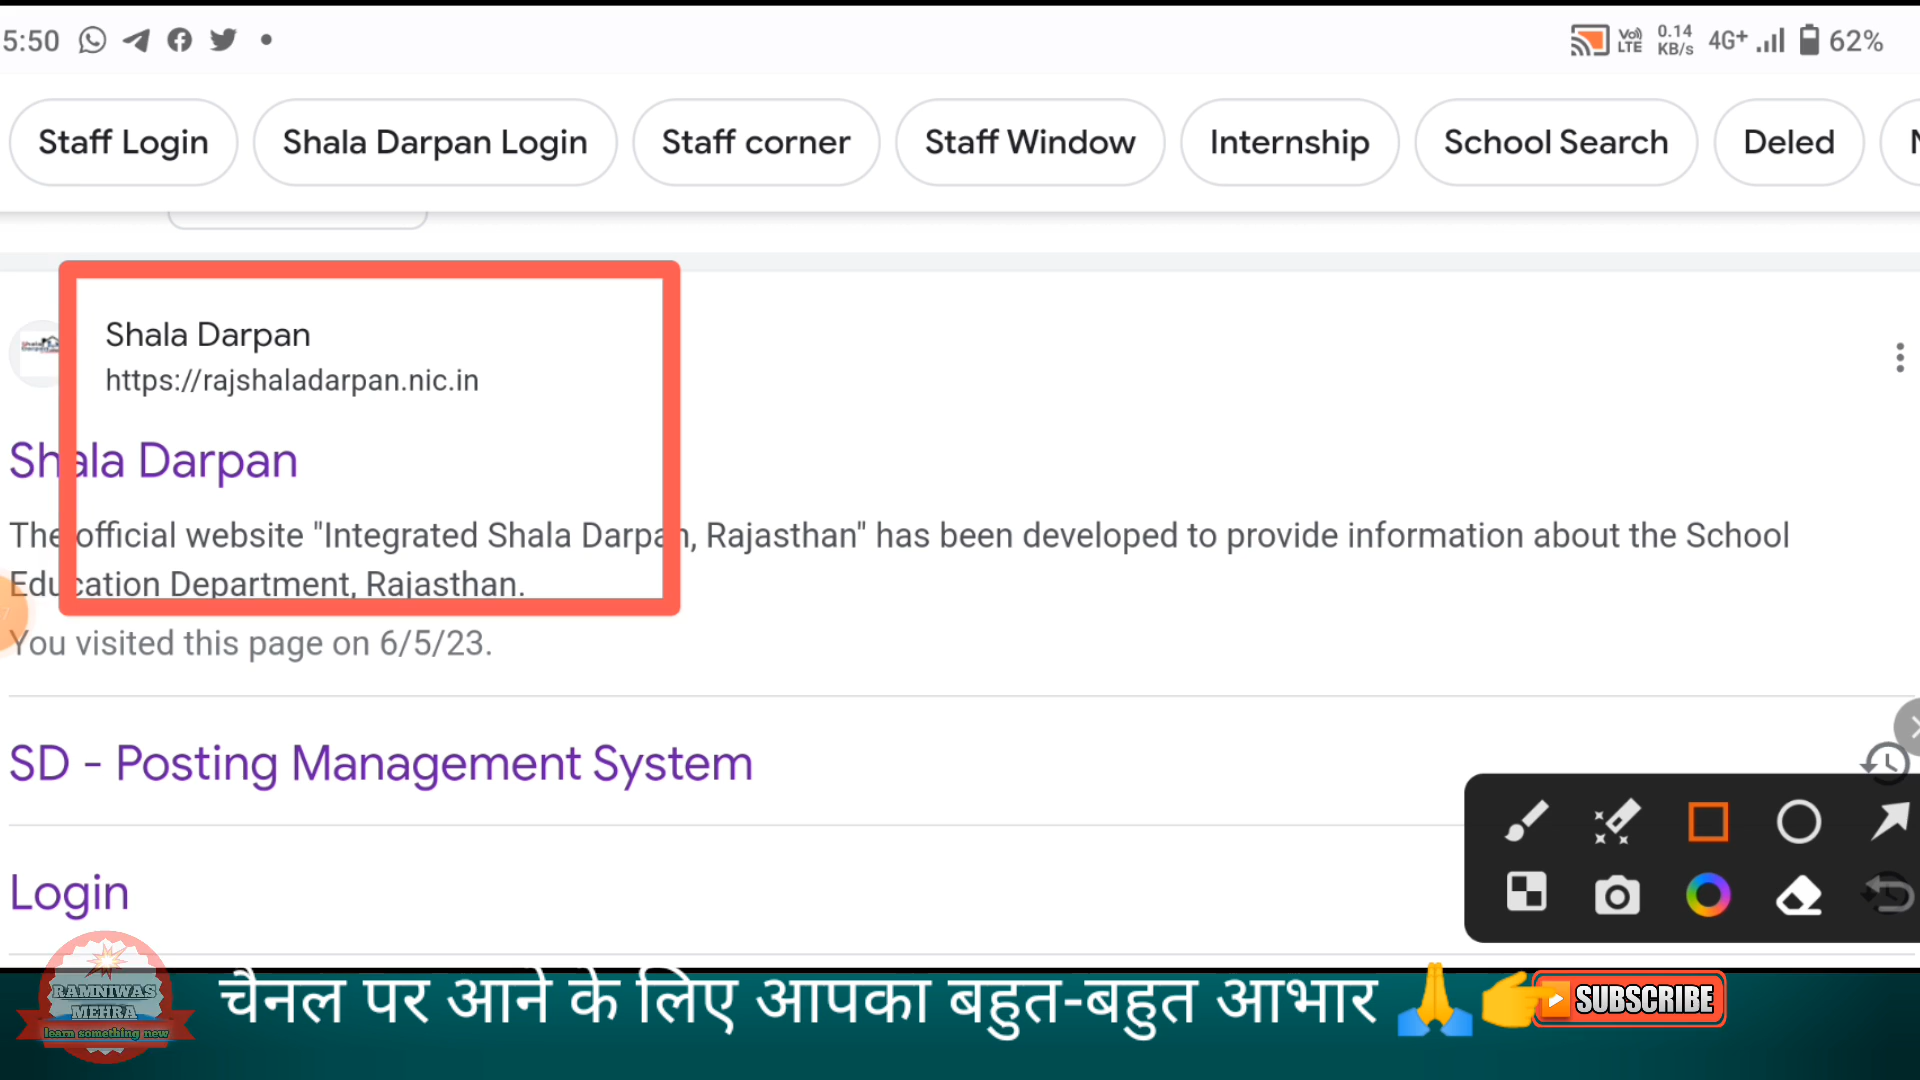 5:50
Vo) LTE 0.14 KB/s 4G+ 62%
Staff Login Shala Darpan Login Staff corner Staff Window Internship School Search Deled
Shala Darpan
https://rajshaladarpan.nic.in
Shala Darpan
The official website "Integrated Shala Darpan, Rajasthan" has been developed to provide information about the School
Education Department, Rajasthan.
You visited this page on 6/5/23.
SD - Posting Management System
Login
RAMNIWAS
MEHRA
learn something new
चैनल पर आने के लिए आपका बहुत-बहुत आभार 🙏👉 SUBSCRIBE